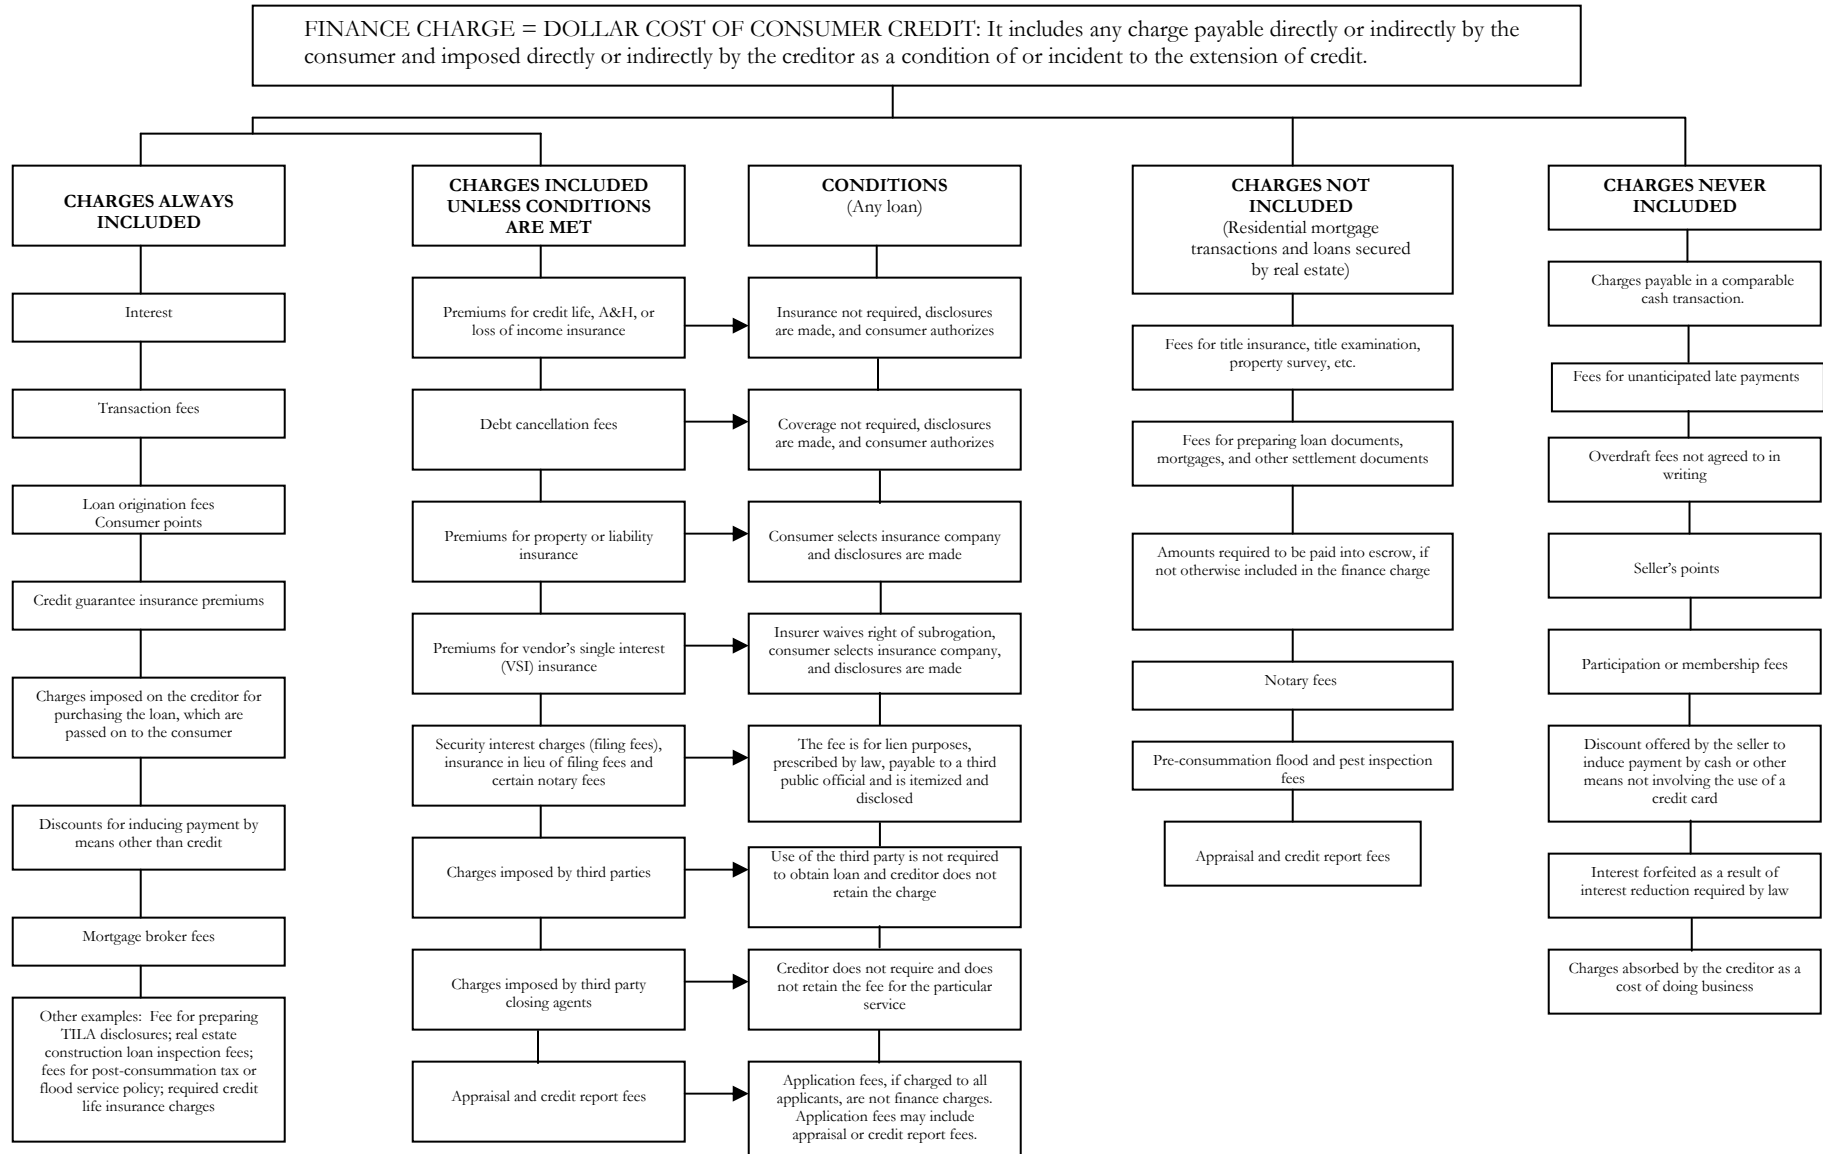 FINANCE CHARGE = DOLLAR COST OF CONSUMER CREDIT: It includes any charge payable directly or indirectly by the
consumer and imposed directly or indirectly by the creditor as a condition of or incident to the extension of credit.
CHARGES ALWAYS
INCLUDED
Interest
Transaction fees
Loan origination fees
Consumer points
Credit guarantee insurance premiums
Charges imposed on the creditor for
purchasing the loan, which are
passed on to the consumer
Discounts for inducing payment by
means other than credit
Mortgage broker fees
Other examples: Fee for preparing
TILA disclosures; real estate
construction loan inspection fees;
fees for post-consummation tax or
flood service policy; required credit
life insurance charges
CHARGES INCLUDED
UNLESS CONDITIONS
ARE MET
Premiums for credit life, A&H, or
loss of income insurance
Debt cancellation fees
Premiums for property or liability
insurance
Premiums for vendor's single interest
(VSI) insurance
Security interest charges (filing fees),
insurance in lieu of filing fees and
certain notary fees
Charges imposed by third parties
Charges imposed by third party
closing agents
Appraisal and credit report fees
CONDITIONS
(Any loan)
Insurance not required, disclosures
are made, and consumer authorizes
Coverage not required, disclosures
are made, and consumer authorizes
Consumer selects insurance company
and disclosures are made
Insurer waives right of subrogation,
consumer selects insurance company,
and disclosures are made
The fee is for lien purposes,
prescribed by law, payable to a third
public official and is itemized and
disclosed
Use of the third party is not required
to obtain loan and creditor does not
retain the charge
Creditor does not require and does
not retain the fee for the particular
service
Application fees, if charged to all
applicants, are not finance charges.
Application fees may include
appraisal or credit report fees.
CHARGES NOT
INCLUDED
(Residential mortgage
transactions and loans secured
by real estate)
Fees for title insurance, title examination,
property survey, etc.
Fees for preparing loan documents,
mortgages, and other settlement documents
Amounts required to be paid into escrow, if
not otherwise included in the finance charge
Notary fees
Pre-consummation flood and pest inspection
fees
Appraisal and credit report fees
CHARGES NEVER
INCLUDED
Charges payable in a comparable
cash transaction.
Fees for unanticipated late payments
Overdraft fees not agreed to in
writing
Seller's points
Participation or membership fees
Discount offered by the seller to
induce payment by cash or other
means not involving the use of a
credit card
Interest forfeited as a result of
interest reduction required by law
Charges absorbed by the creditor as a
cost of doing business